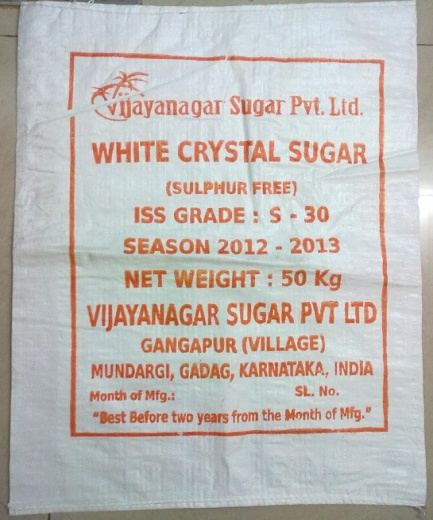 Vijayanagar Sugar Pvt. Ltd.
WHITE CRYSTAL SUGAR
(SULPHUR FREE)
ISS GRADE : S - 30
SEASON 2012 - 2013
NET WEIGHT : 50 Kg
VIJAYANAGAR SUGAR PVT LTD
GANGAPUR (VILLAGE)
MUNDARGI, GADAG, KARNATAKA, INDIA
Month of Mfg.: SL. No.
"Best Before two years from the Month of Mfg."